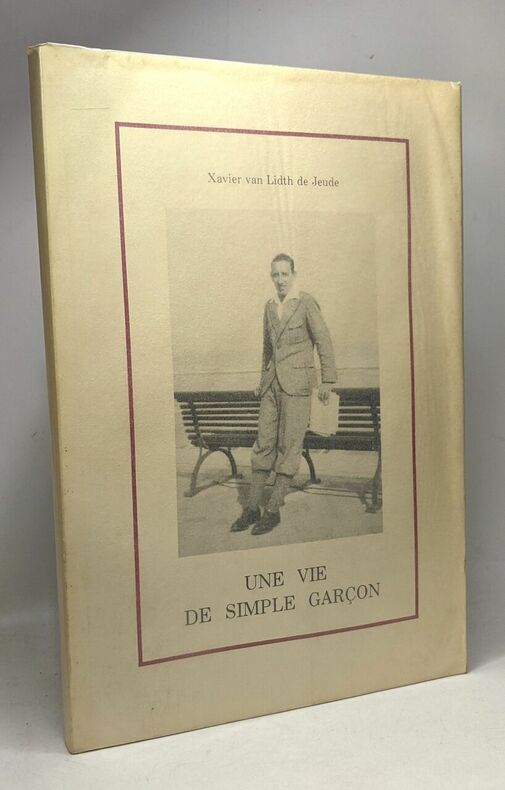 Xavier van Lidth de Jeude
UNE VIE
DE SIMPLE GARÇON